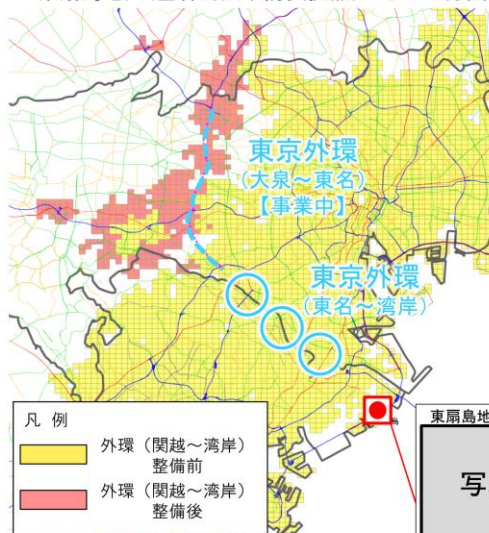 東京外環
(大泉～東名)
【事業中】
東京外環
(東名～湾岸)
凡 例
外環（関越～湾岸）
整備前
外環（関越～湾岸）
整備後
東扇島地
写